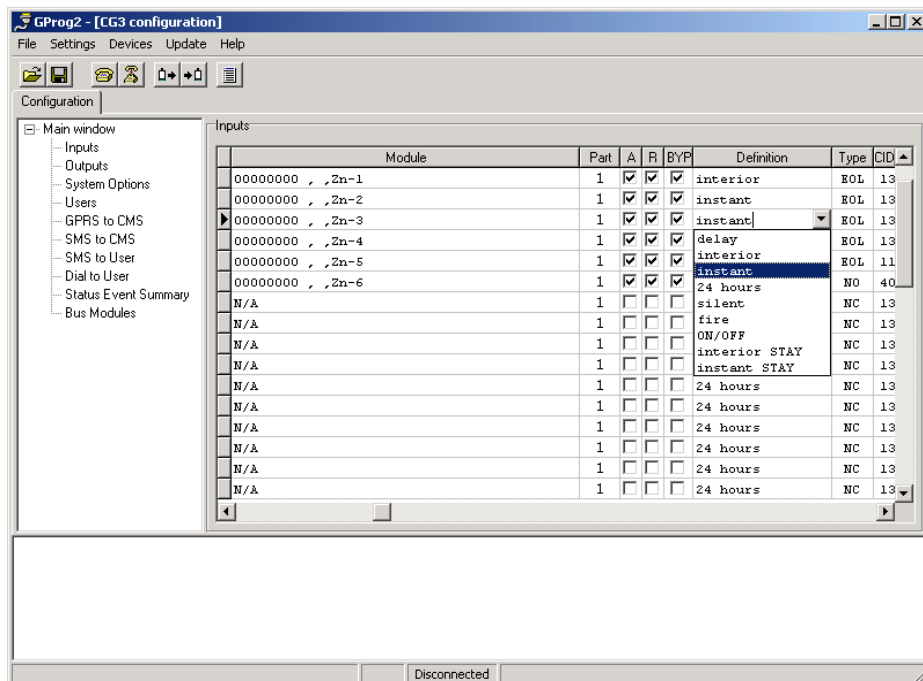 GProg2 - [CG3 configuration]
File Settings Devices Update Help
Configuration
Main window
Inputs
Outputs
System Options
Users
GPRS to CMS
SMS to CMS
SMS to User
Dial to User
Status Event Summary
Bus Modules
Inputs
Module Part A R BYP Definition Type CID
00000000 , ,Zn-1 1 interior EOL 13
00000000 , ,Zn-2 1 instant EOL 13
00000000 , ,Zn-3 1 instant EOL 13
00000000 , ,Zn-4 1 EOL 13
00000000 , ,Zn-5 1 EOL 11
00000000 , ,Zn-6 1 NO 40
N/A 1 NC 13
N/A 1 NC 13
N/A 1 NC 13
N/A 1 NC 13
delay
interior
instant
24 hours
silent
fire
ON/OFF
interior STAY
instant STAY
N/A 1 24 hours NC 13
N/A 1 24 hours NC 13
N/A 1 24 hours NC 13
N/A 1 24 hours NC 13
N/A 1 24 hours NC 13
N/A 1 24 hours NC 13
Disconnected